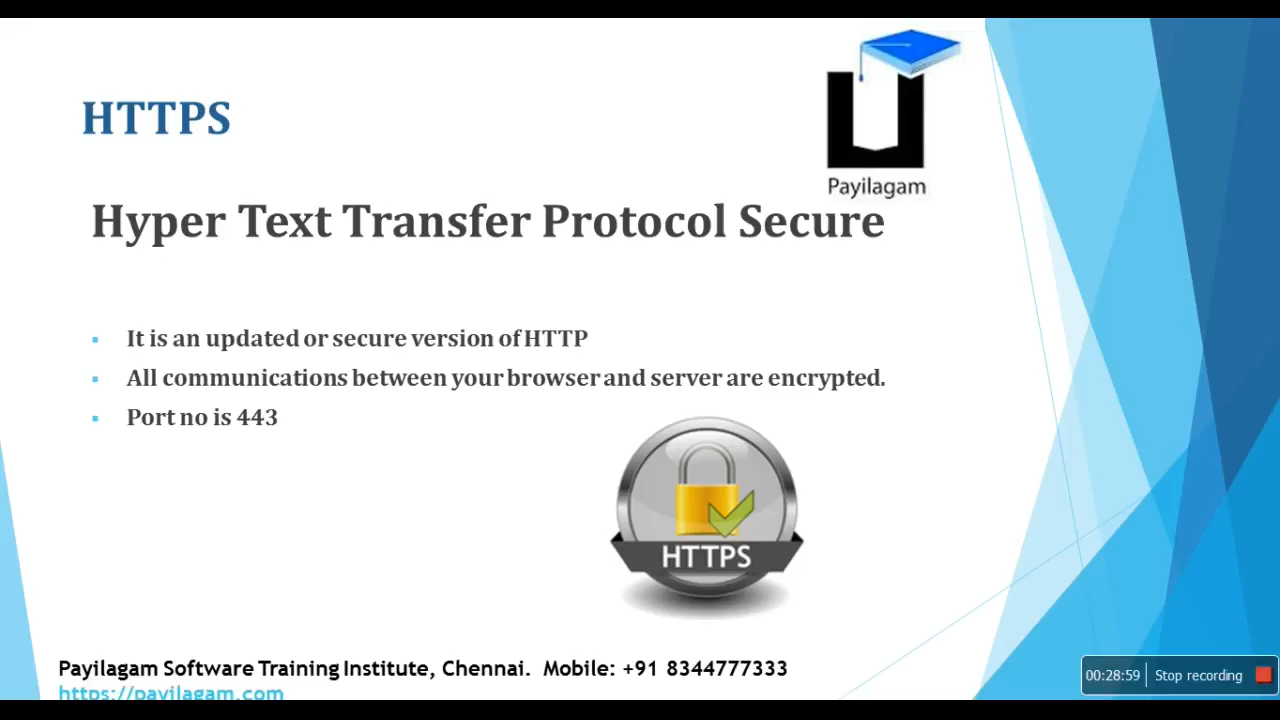 Payilagam
HTTPS
Hyper Text Transfer Protocol Secure
It is an updated or secure version of HTTP
All communications between your browser and server are encrypted.
Port no is 443
HTTPS
Payilagam Software Training Institute, Chennai. Mobile: +91 8344777333
https://payilagam.com
00:28:59 Stop recording